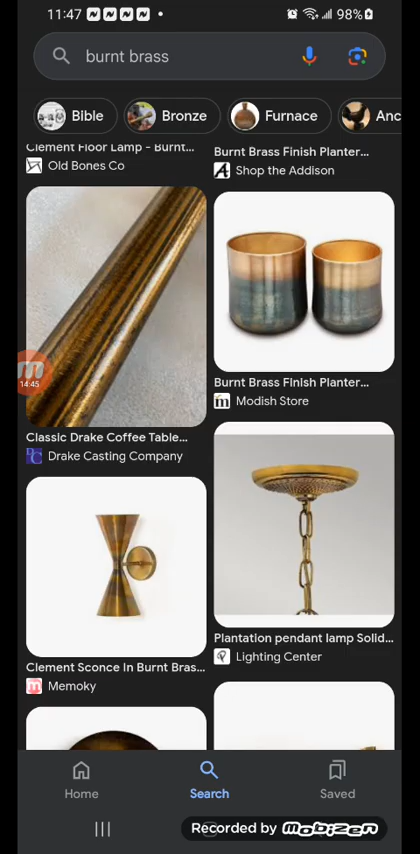 11:47
98%
burnt brass
Bible
Bronze
Furnace
Anc
Clement Floor Lamp - Burnt...
Old Bones Co
Burnt Brass Finish Planter...
Shop the Addison
14:45
Classic Drake Coffee Table...
DC Drake Casting Company
Burnt Brass Finish Planter...
m Modish Store
Clement Sconce In Burnt Bras...
m Memoky
Plantation pendant lamp Solid...
Lighting Center
Home
Search
Saved
Recorded by mobizen